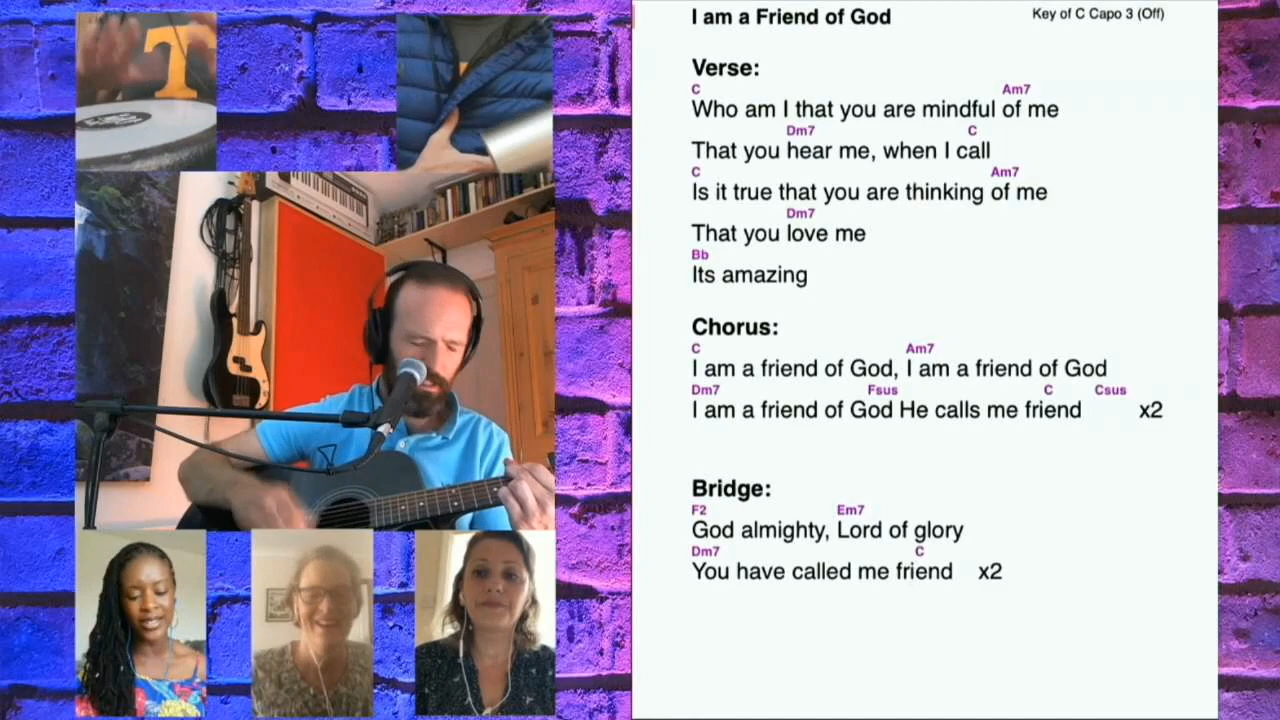 I am a Friend of God
Key of C Capo 3 (Off)
Verse:
C Am7
Who am I that you are mindful of me
Dm7 C
That you hear me, when I call
C Am7
Is it true that you are thinking of me
Dm7
That you love me
Bb
Its amazing
Chorus:
C Am7
I am a friend of God, I am a friend of God
Dm7 Fsus C Csus
I am a friend of God He calls me friend x2
Bridge:
F2 Em7
God almighty, Lord of glory
Dm7 C
You have called me friend x2
T